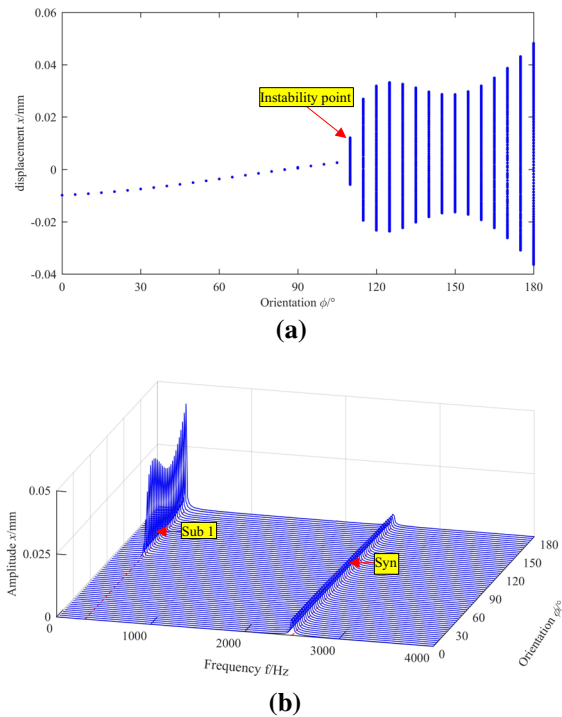 0.06
0.04
0.02
0
-0.02
-0.04
displacement x/mm
Instability point
0 30 60 90 120 150 180
Orientation ϕ/°
(a)
0.05
0.025
0
Amplitude x/mm
Sub 1
Syn
0 1000 2000 3000 4000
Frequency f/Hz
0 30 60 90 120 150 180
Orientation ϕ/°
(b)